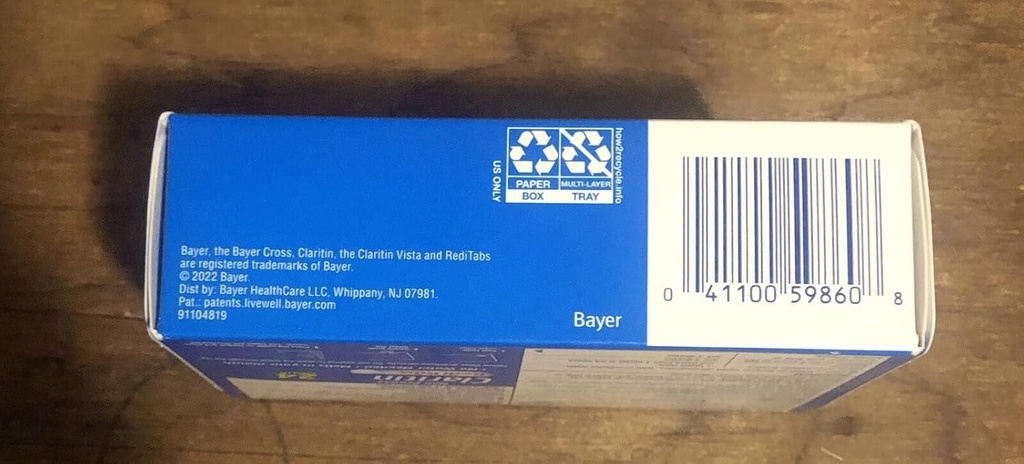 how2recycle.info
US ONLY
PAPER
BOX
MULTI-LAYER
TRAY
Bayer, the Bayer Cross, Claritin, the Claritin Vista and RediTabs
are registered trademarks of Bayer.
© 2022 Bayer.
Dist by: Bayer HealthCare LLC, Whippany, NJ 07981.
Pat.: patents.livewell.bayer.com
91104819
Bayer
0 41100 59860 8
Claritin
24